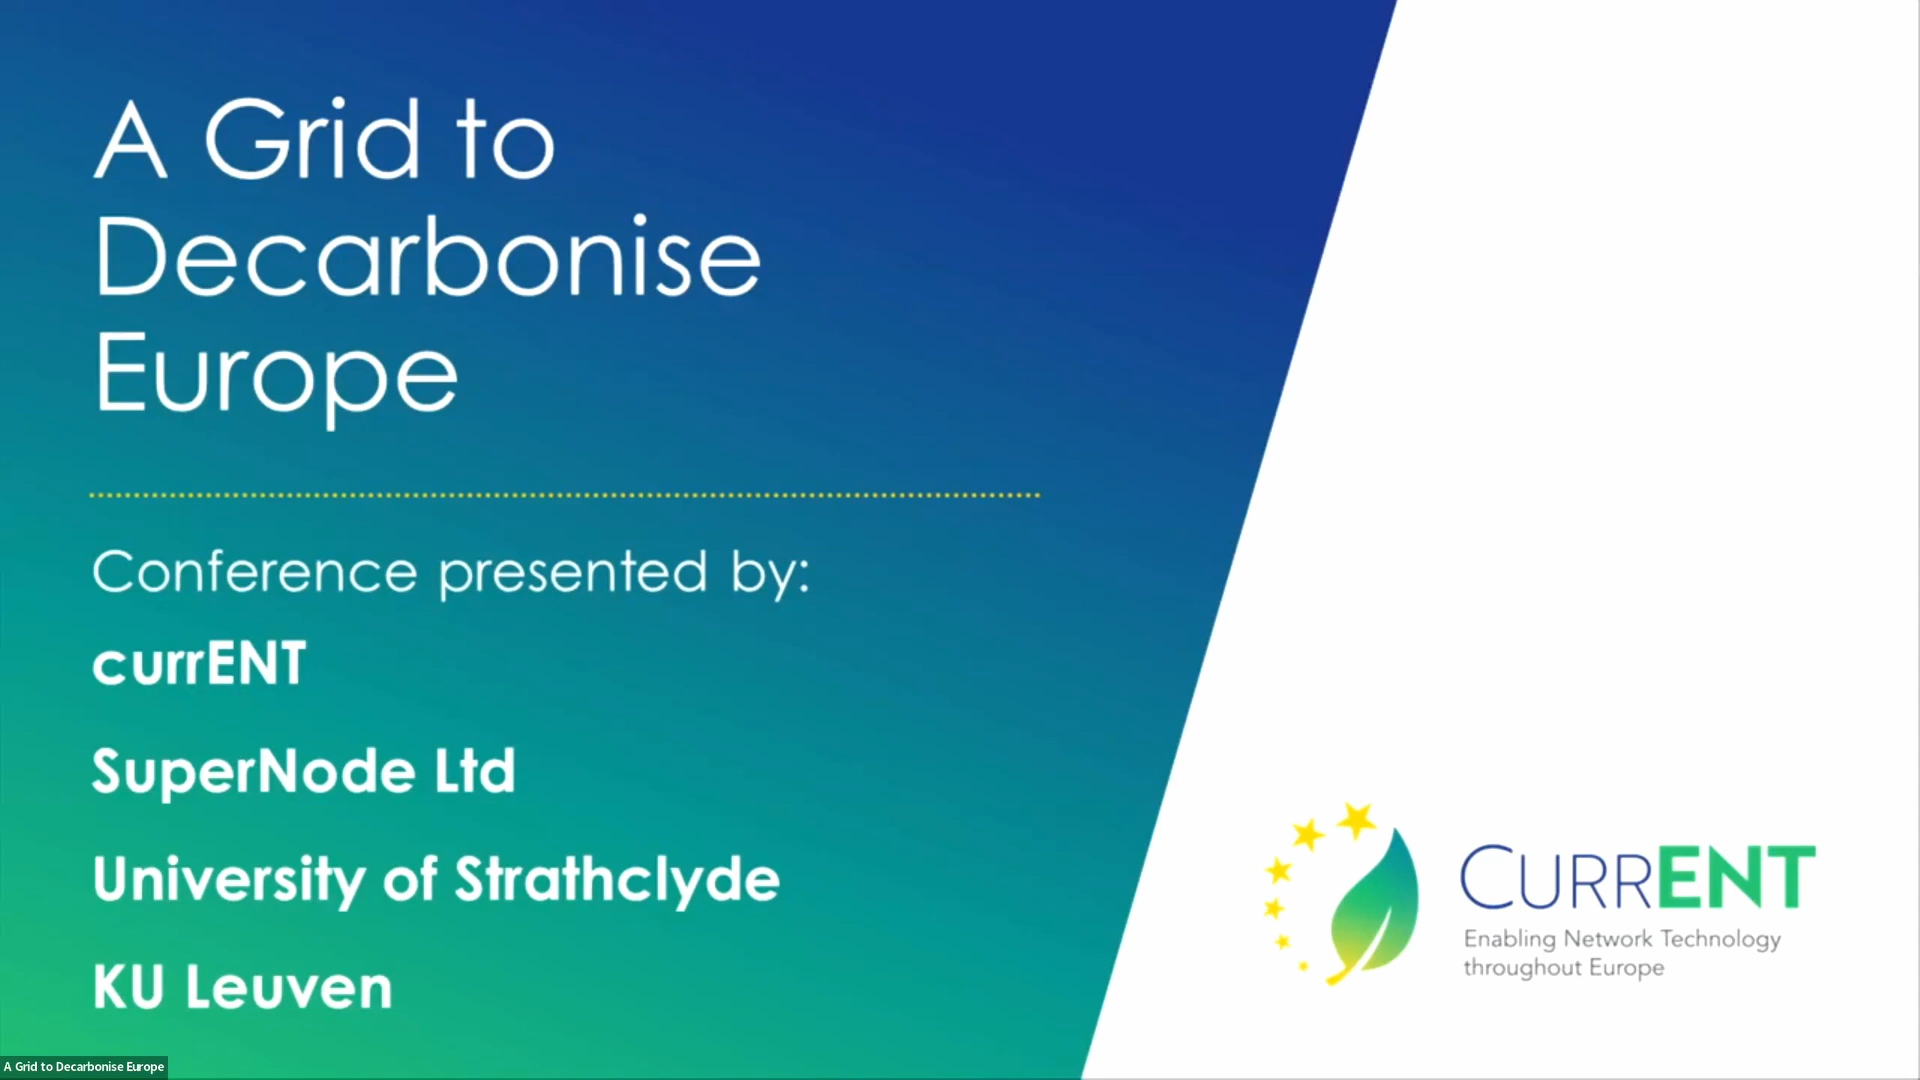 A Grid to
Decarbonise
Europe
Conference presented by:
currENT
SuperNode Ltd
University of Strathclyde
KU Leuven
CURRENT
Enabling Network Technology
throughout Europe
A Grid to Decarbonise Europe